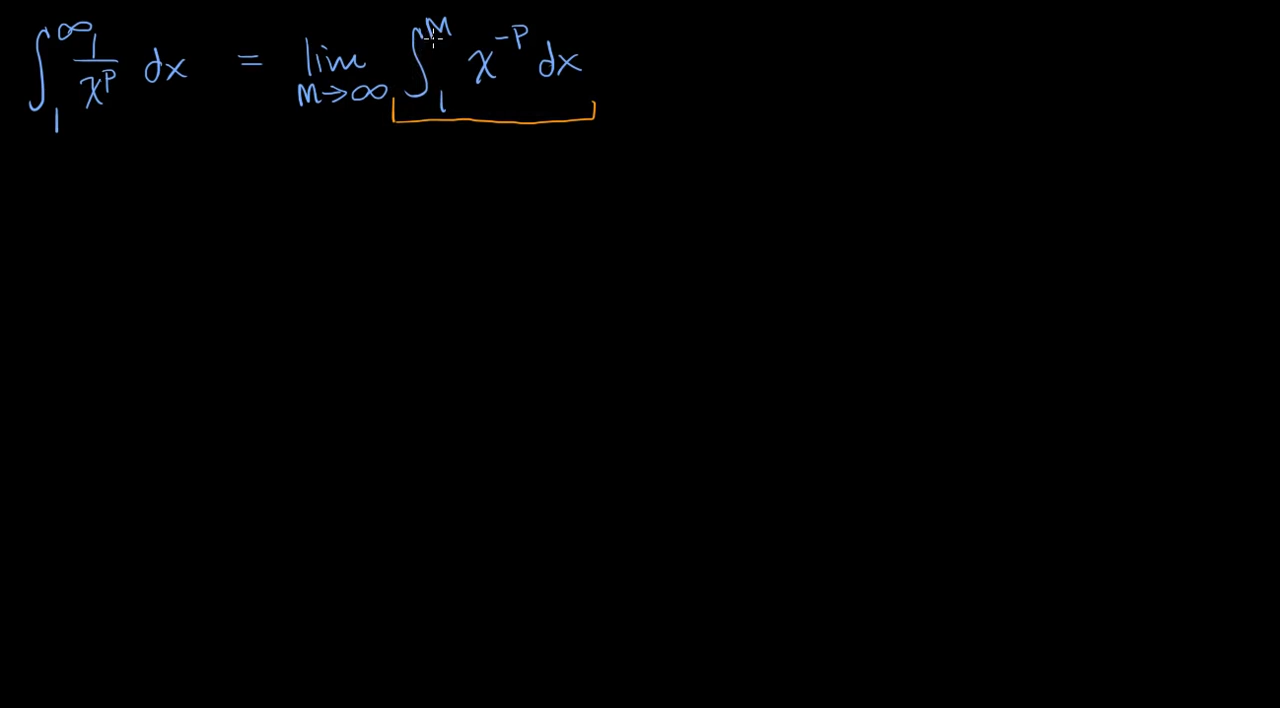 ∫₁^∞ 1/x^p dx = lim_{M→∞} ∫₁^M x^{-p} dx